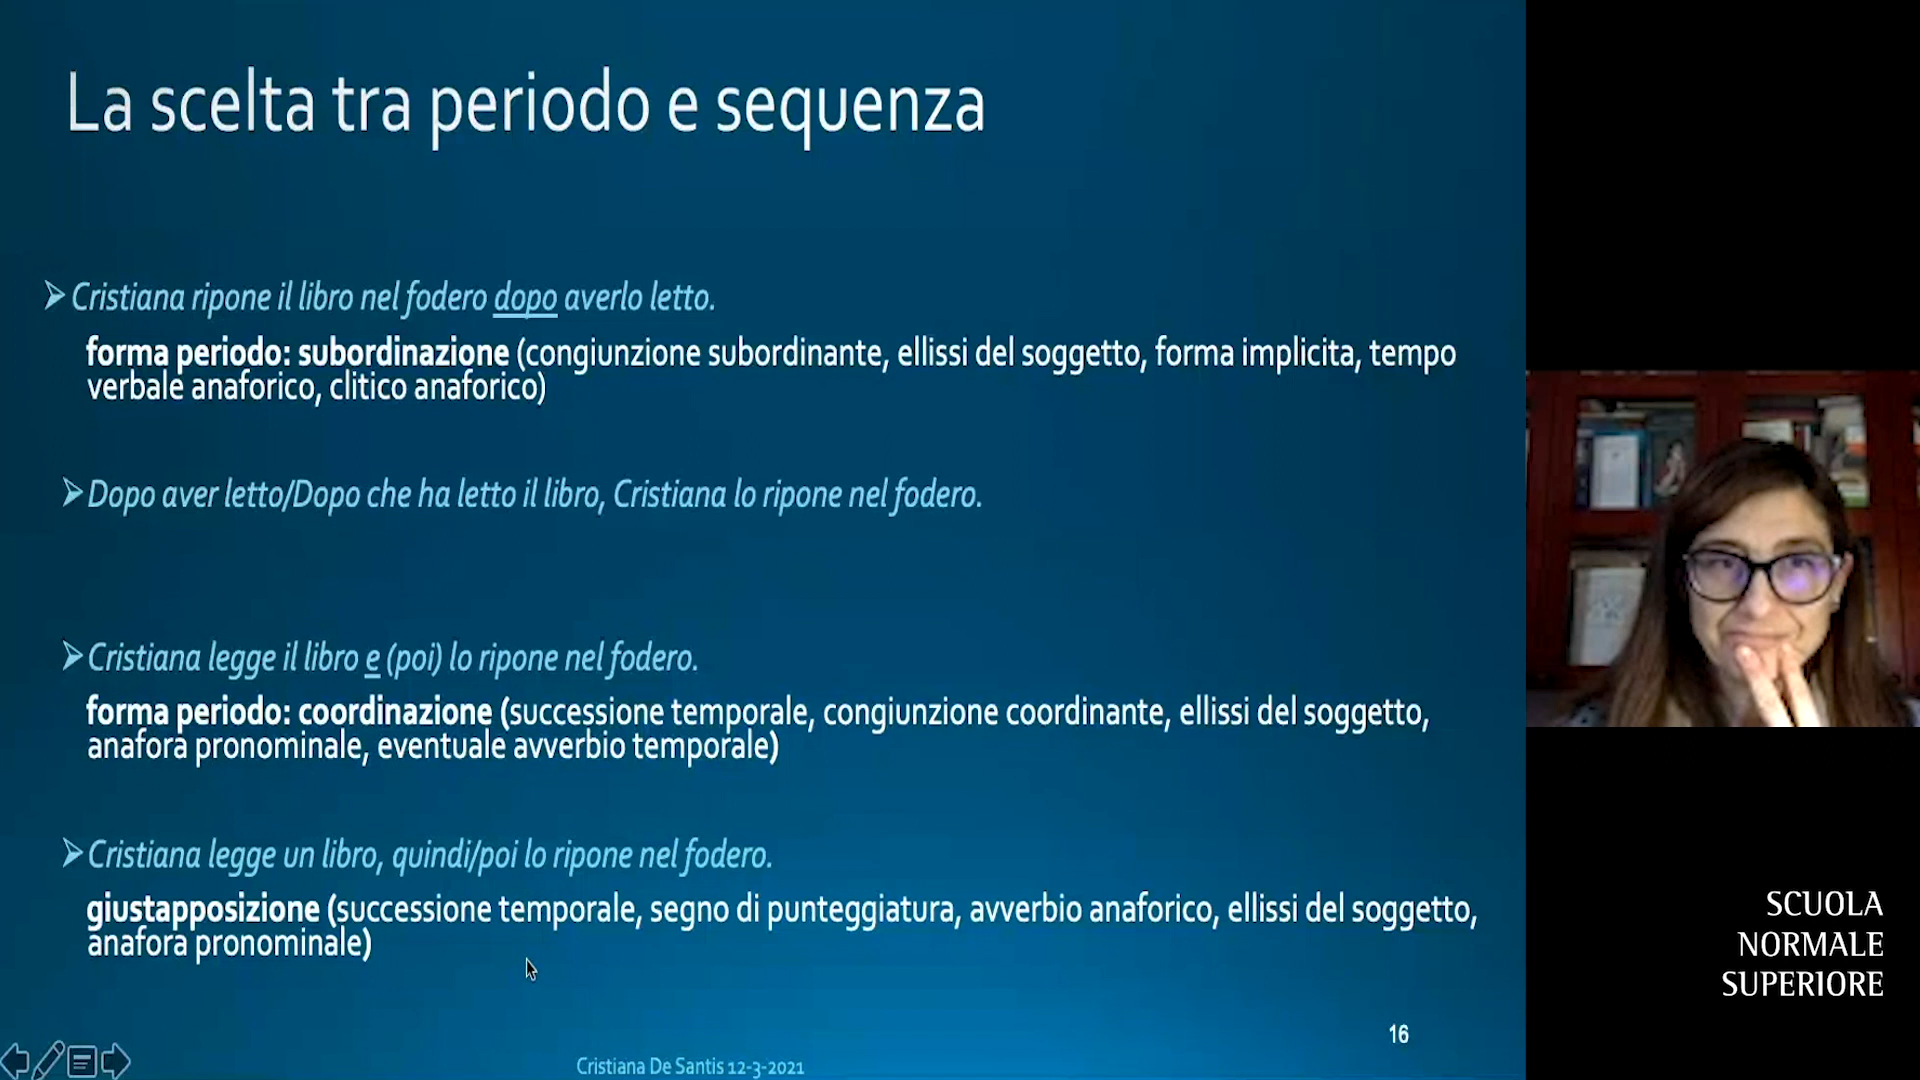 La scelta tra periodo e sequenza
Cristiana ripone il libro nel fodero dopo averlo letto.
forma periodo: subordinazione (congiunzione subordinante, ellissi del soggetto, forma implicita, tempo
verbale anaforico, clitico anaforico)
Dopo aver letto/Dopo che ha letto il libro, Cristiana lo ripone nel fodero.
Cristiana legge il libro e (poi) lo ripone nel fodero.
forma periodo: coordinazione (successione temporale, congiunzione coordinante, ellissi del soggetto,
anafora pronominale, eventuale avverbio temporale)
Cristiana legge un libro, quindi/poi lo ripone nel fodero.
giustapposizione (successione temporale, segno di punteggiatura, avverbio anaforico, ellissi del soggetto,
anafora pronominale)
16
Cristiana De Santis 12-3-2021
SCUOLA
NORMALE
SUPERIORE